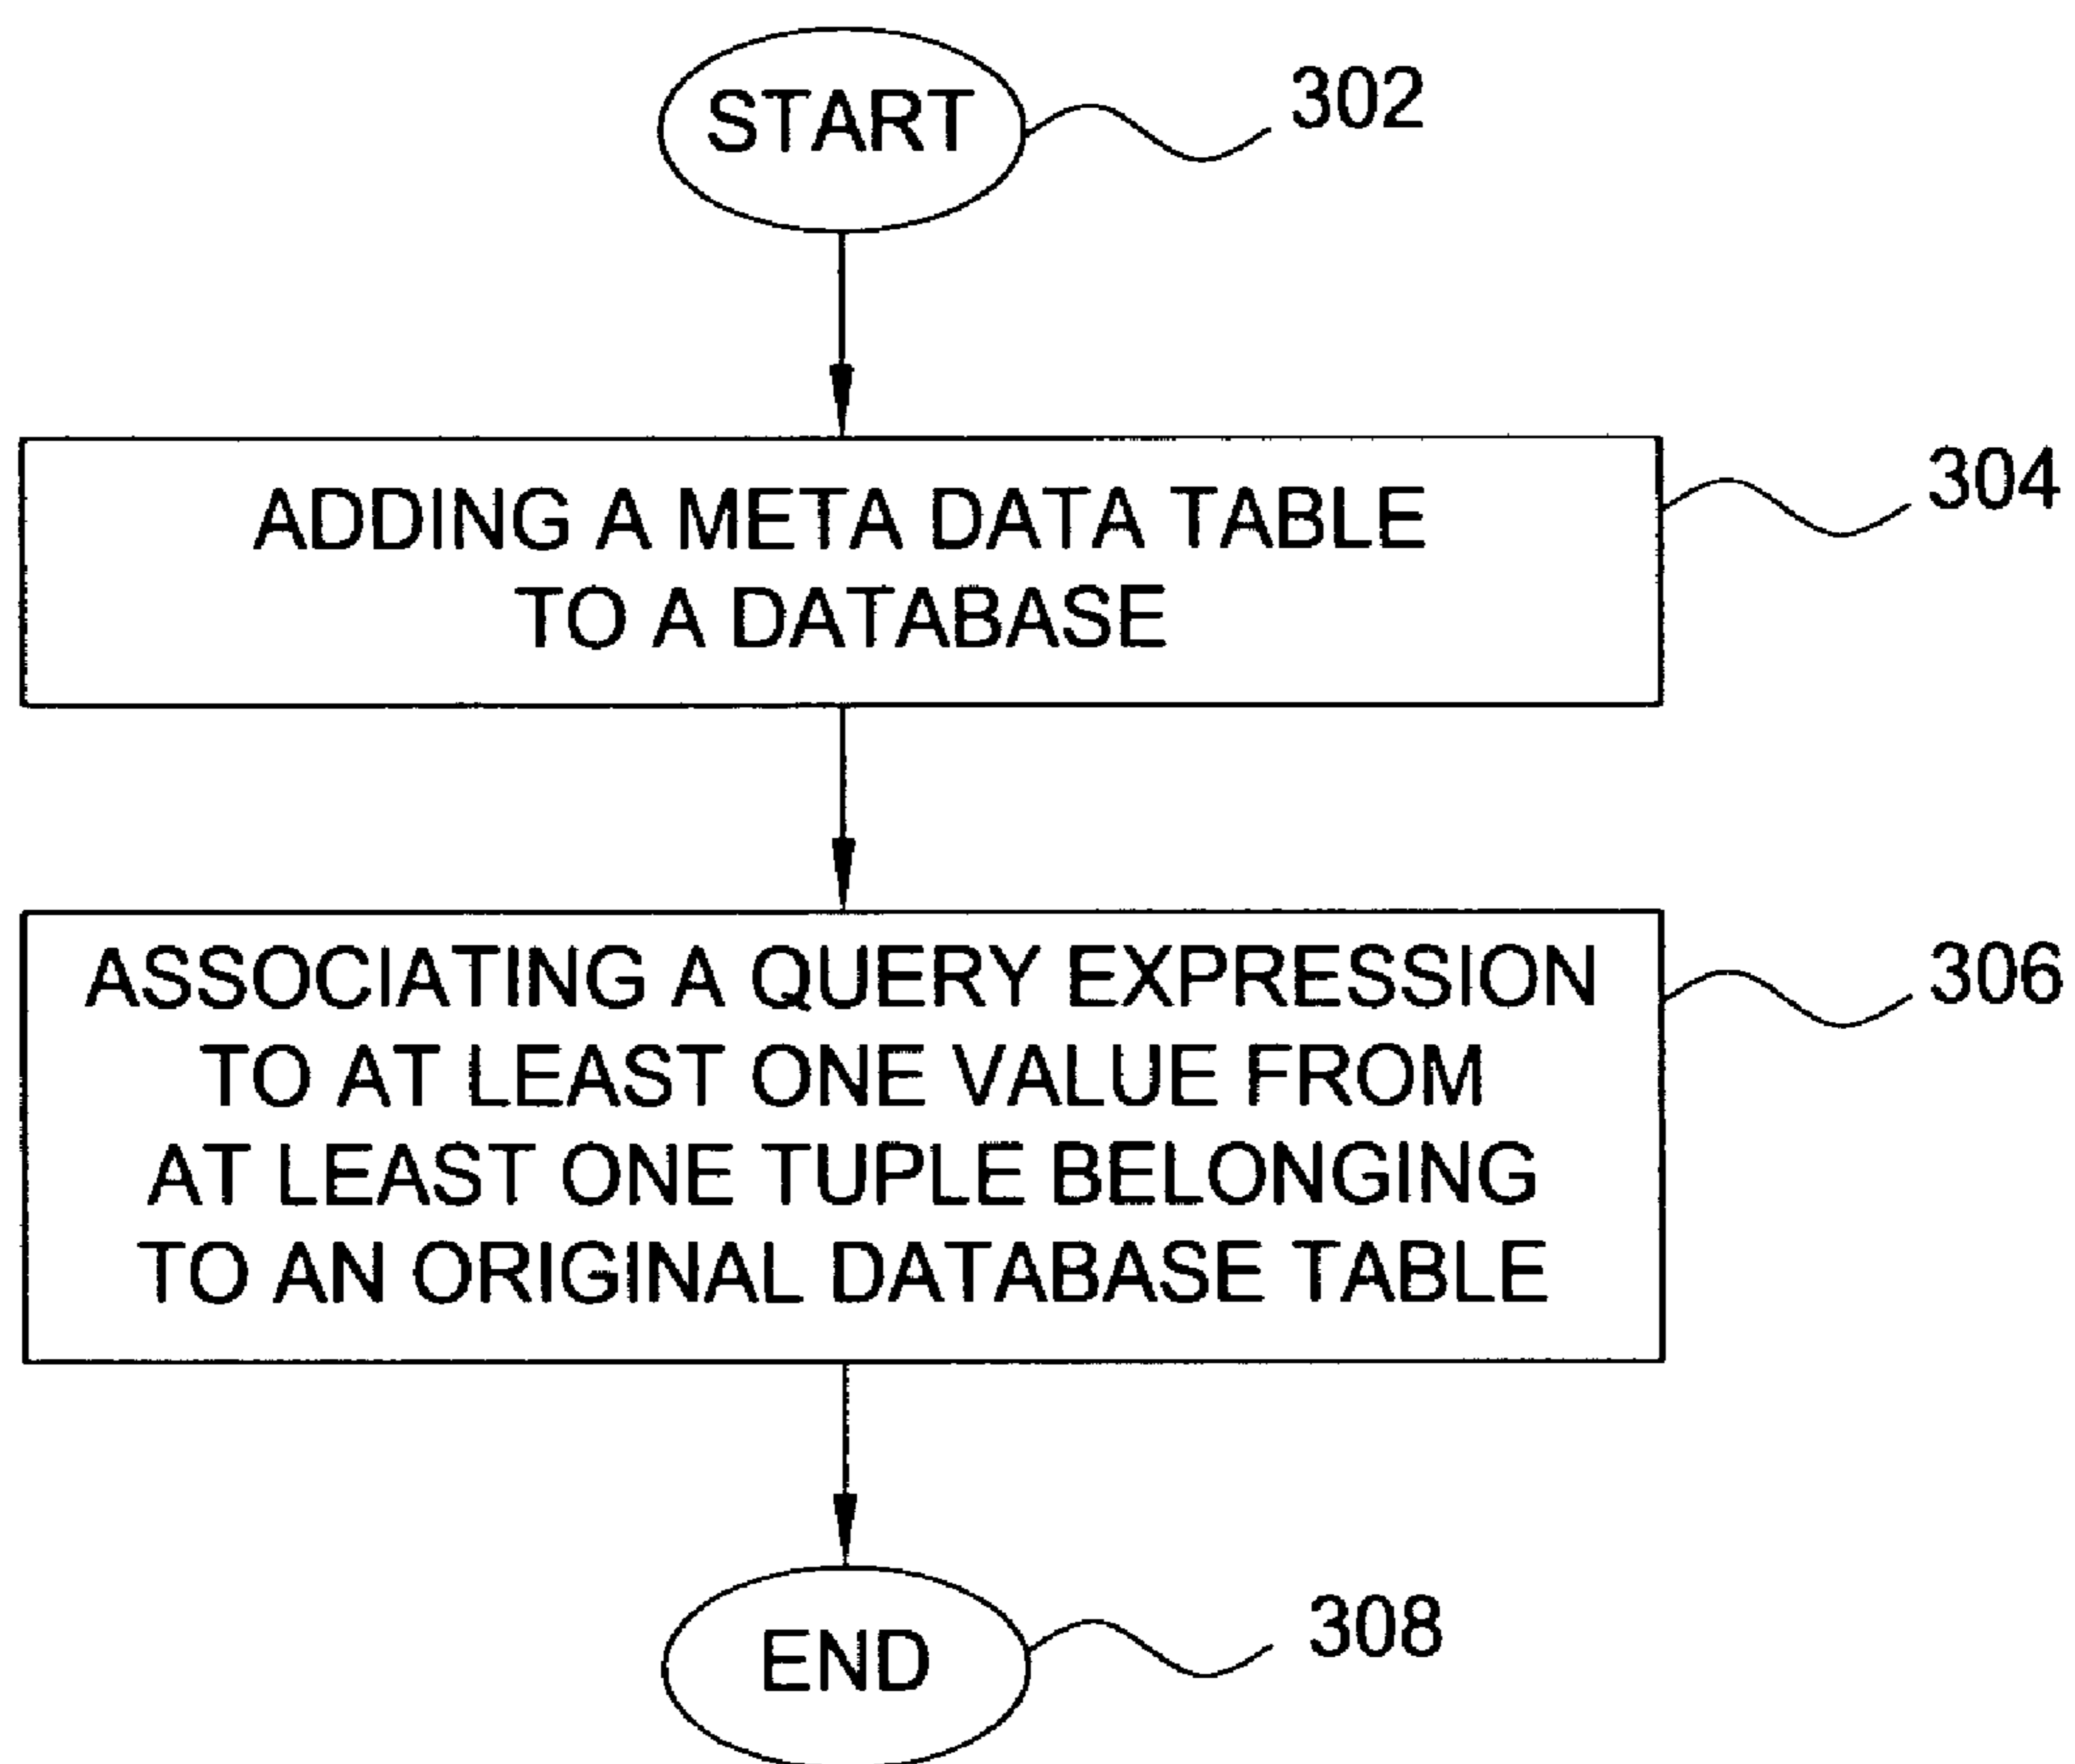 START
302
ADDING A META DATA TABLE
TO A DATABASE
304
ASSOCIATING A QUERY EXPRESSION
TO AT LEAST ONE VALUE FROM
AT LEAST ONE TUPLE BELONGING
TO AN ORIGINAL DATABASE TABLE
306
END
308